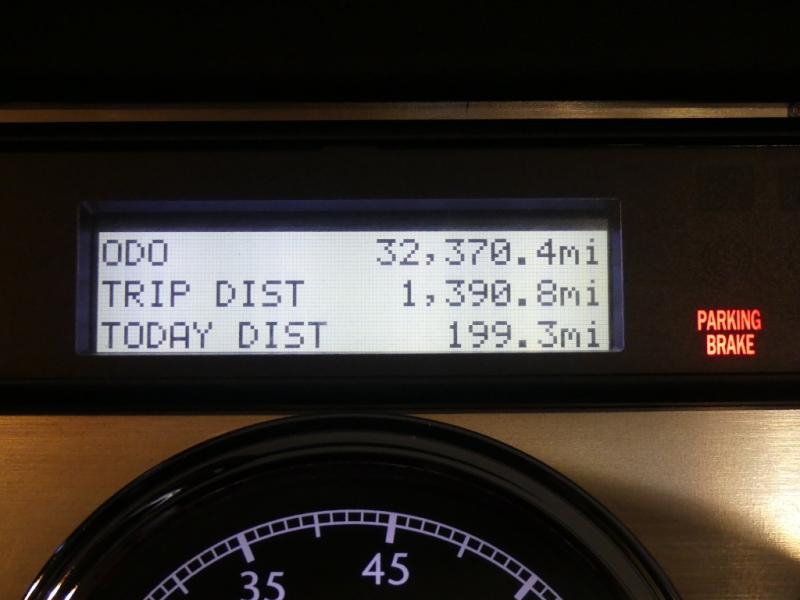 ODO 32,370.4mi
TRIP DIST 1,390.8mi
TODAY DIST 199.3mi
PARKING
BRAKE
35 45